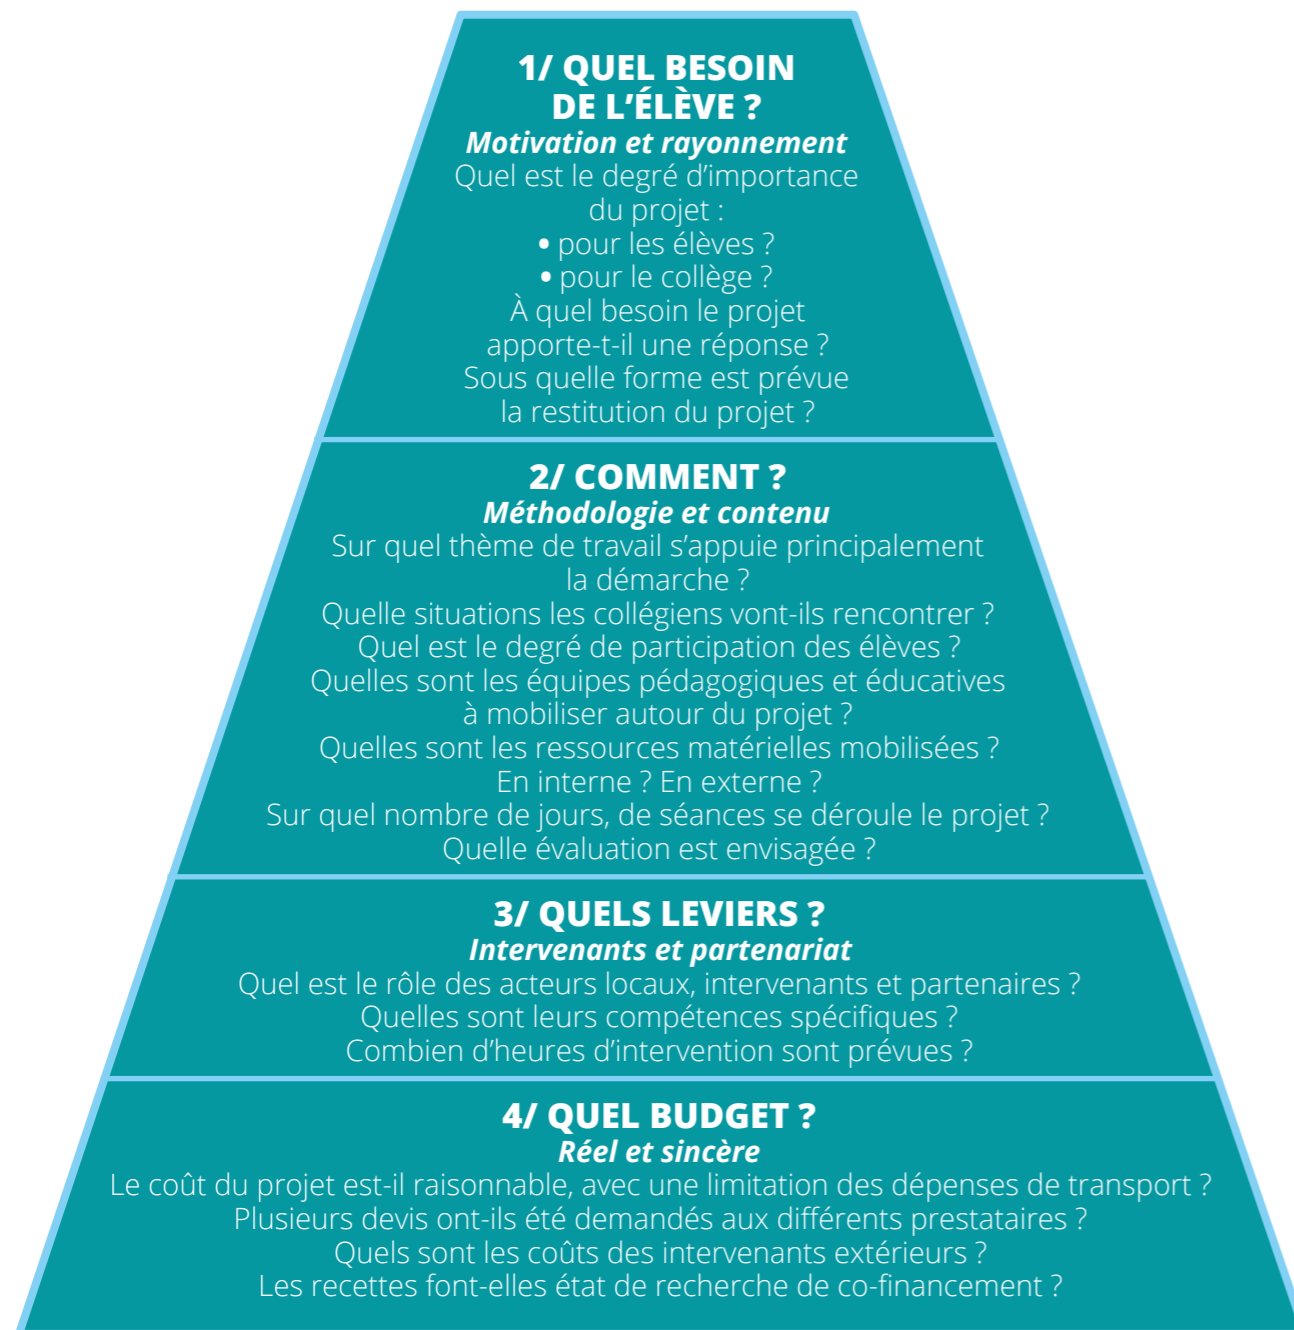 1/ QUEL BESOIN
DE L’ÉLÈVE ?
Motivation et rayonnement
Quel est le degré d’importance
du projet :
• pour les élèves ?
• pour le collège ?
À quel besoin le projet
apporte-t-il une réponse ?
Sous quelle forme est prévue
la restitution du projet ?
2/ COMMENT ?
Méthodologie et contenu
Sur quel thème de travail s’appuie principalement
la démarche ?
Quelle situations les collégiens vont-ils rencontrer ?
Quel est le degré de participation des élèves ?
Quelles sont les équipes pédagogiques et éducatives
à mobiliser autour du projet ?
Quelles sont les ressources matérielles mobilisées ?
En interne ? En externe ?
Sur quel nombre de jours, de séances se déroule le projet ?
Quelle évaluation est envisagée ?
3/ QUELS LEVIERS ?
Intervenants et partenariat
Quel est le rôle des acteurs locaux, intervenants et partenaires ?
Quelles sont leurs compétences spécifiques ?
Combien d’heures d’intervention sont prévues ?
4/ QUEL BUDGET ?
Réel et sincère
Le coût du projet est-il raisonnable, avec une limitation des dépenses de transport ?
Plusieurs devis ont-ils été demandés aux différents prestataires ?
Quels sont les coûts des intervenants extérieurs ?
Les recettes font-elles état de recherche de co-financement ?